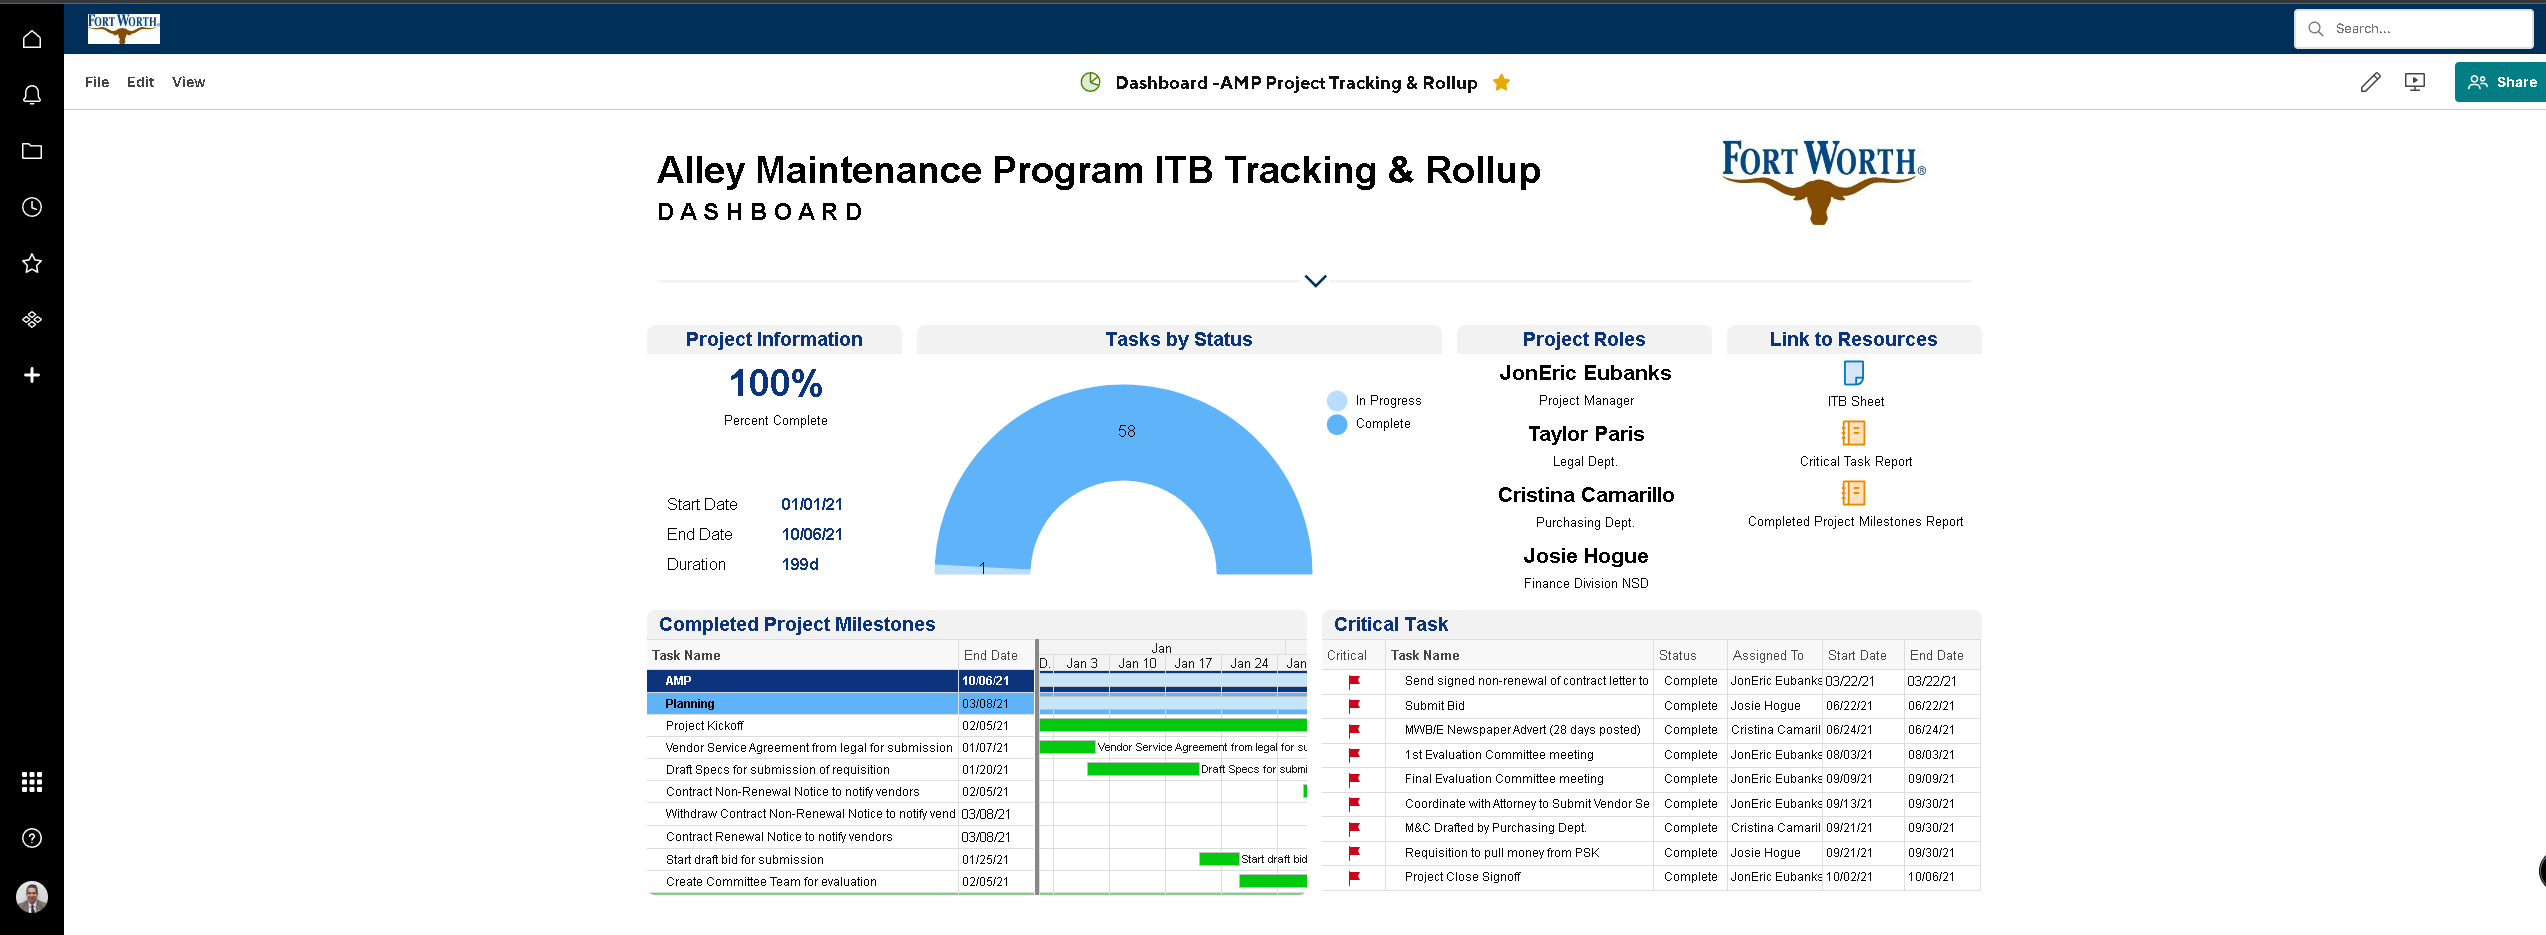 FORT WORTH®
Search...
File Edit View
Dashboard -AMP Project Tracking & Rollup
Share
Alley Maintenance Program ITB Tracking & Rollup
DASHBOARD
FORT WORTH®
Project Information
100%
Percent Complete
Start Date 01/01/21
End Date 10/06/21
Duration 199d
Tasks by Status
58
1
In Progress
Complete
Project Roles
JonEric Eubanks
Project Manager
Taylor Paris
Legal Dept.
Cristina Camarillo
Purchasing Dept.
Josie Hogue
Finance Division NSD
Link to Resources
ITB Sheet
Critical Task Report
Completed Project Milestones Report
Completed Project Milestones
Jan
Task Name End Date D. Jan 3 Jan 10 Jan 17 Jan 24 Jan
AMP 10/06/21
Planning 03/08/21
Project Kickoff 02/05/21
Vendor Service Agreement from legal for submission 01/07/21 Vendor Service Agreement from legal for su
Draft Specs for submission of requisition 01/20/21 Draft Specs for submi
Contract Non-Renewal Notice to notify vendors 02/05/21
Withdraw Contract Non-Renewal Notice to notify vend 03/08/21
Contract Renewal Notice to notify vendors 03/08/21
Start draft bid for submission 01/25/21 Start draft bid
Create Committee Team for evaluation 02/05/21
Critical Task
Critical Task Name Status Assigned To Start Date End Date
Send signed non-renewal of contract letter to Complete JonEric Eubanks 03/22/21 03/22/21
Submit Bid Complete Josie Hogue 06/22/21 06/22/21
MWB/E Newspaper Advert (28 days posted) Complete Cristina Camaril 06/24/21 06/24/21
1st Evaluation Committee meeting Complete JonEric Eubanks 08/03/21 08/03/21
Final Evaluation Committee meeting Complete JonEric Eubanks 09/09/21 09/09/21
Coordinate with Attorney to Submit Vendor Se Complete JonEric Eubanks 09/13/21 09/30/21
M&C Drafted by Purchasing Dept. Complete Cristina Camaril 09/21/21 09/30/21
Requisition to pull money from PSK Complete Josie Hogue 09/21/21 09/30/21
Project Close Signoff Complete JonEric Eubanks 10/02/21 10/06/21